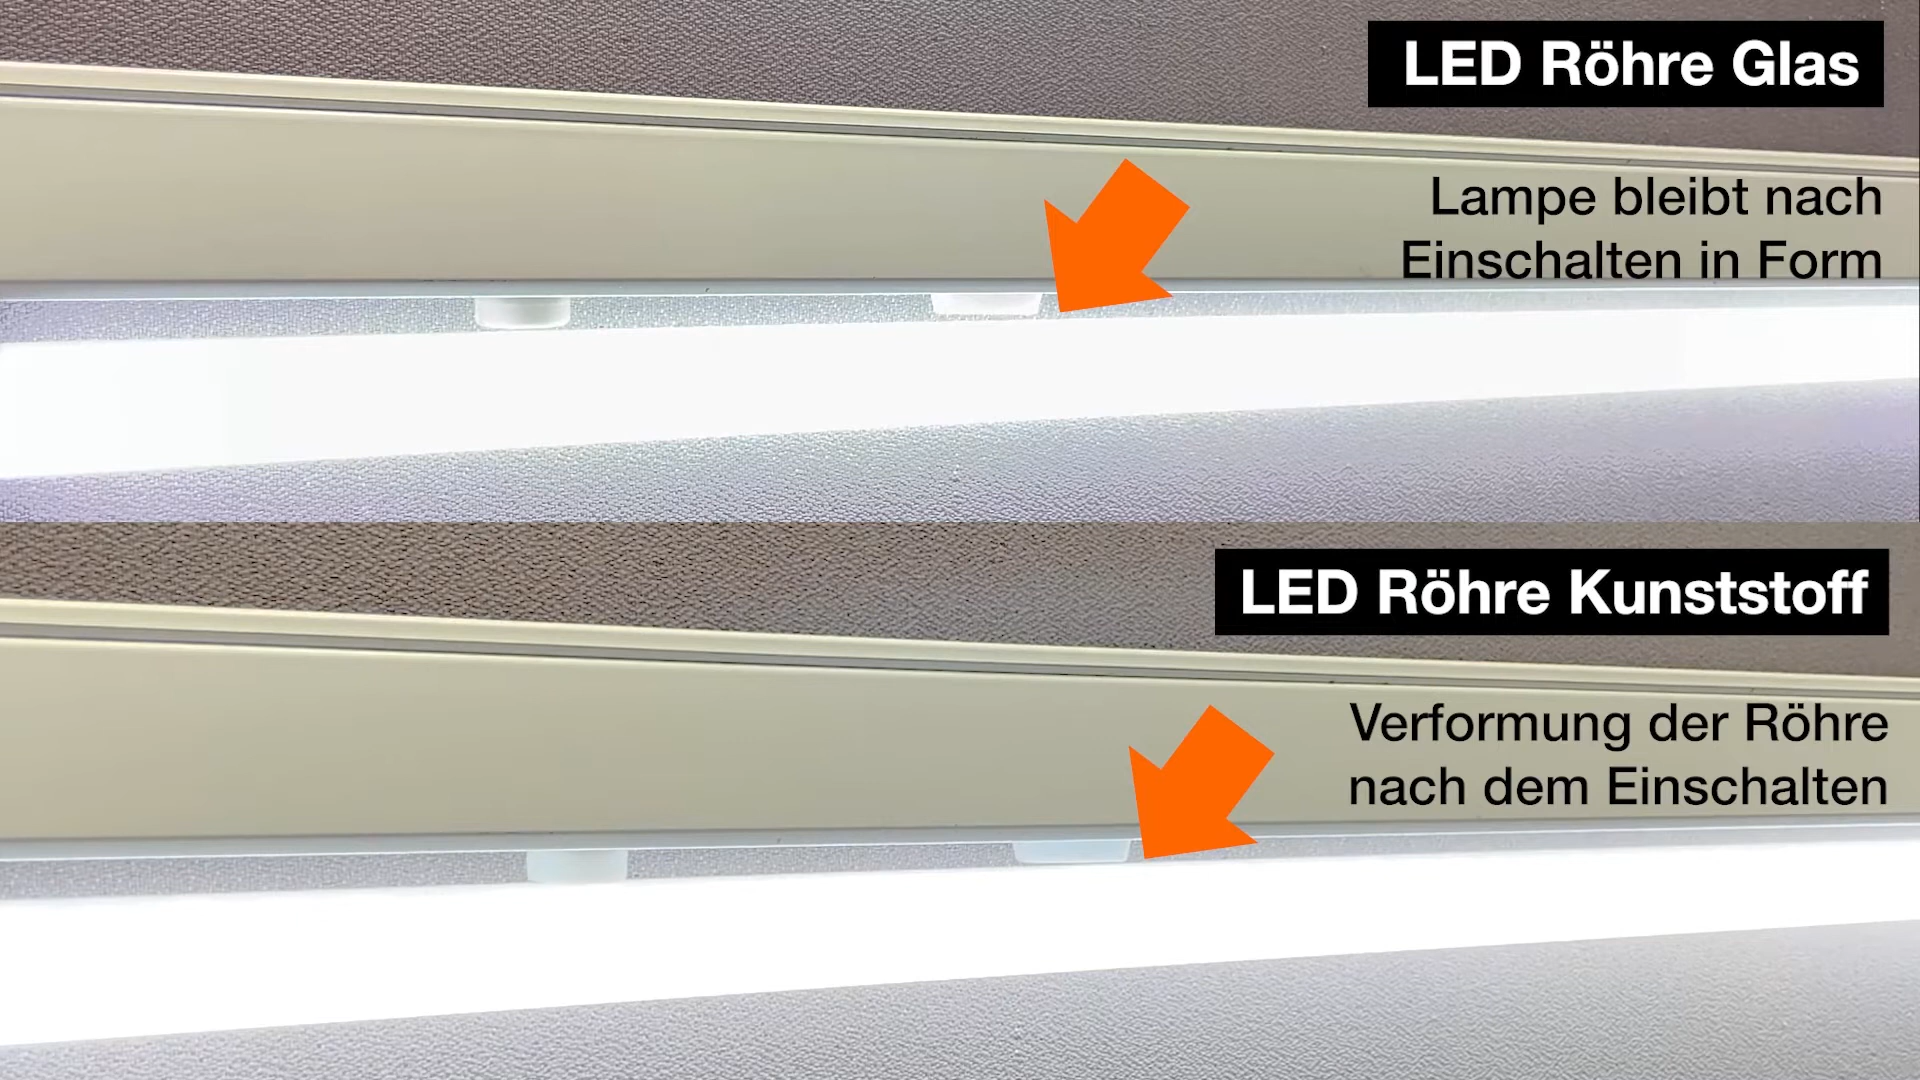 LED Röhre Glas
Lampe bleibt nach
Einschalten in Form
LED Röhre Kunststoff
Verformung der Röhre
nach dem Einschalten